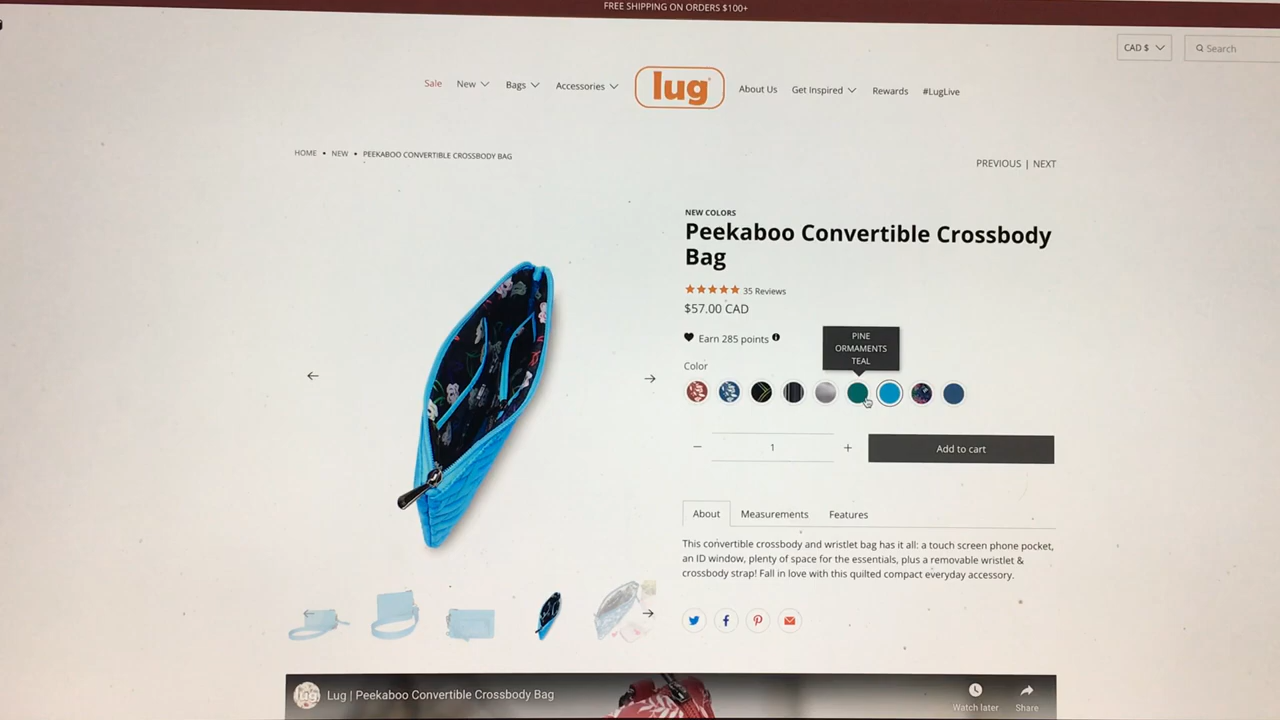 FREE SHIPPING ON ORDERS $100+
CAD $
Search
Sale
New
Bags
Accessories
lug
About Us
Get Inspired
Rewards
#LugLive
HOME • NEW • PEEKABOO CONVERTIBLE CROSSBODY BAG
PREVIOUS | NEXT
NEW COLORS
Peekaboo Convertible Crossbody
Bag
35 Reviews
$57.00 CAD
Earn 285 points
PINE
ORMAMENTS
TEAL
Color
1
Add to cart
About
Measurements
Features
This convertible crossbody and wristlet bag has it all: a touch screen phone pocket,
an ID window, plenty of space for the essentials, plus a removable wristlet &
crossbody strap! Fall in love with this quilted compact everyday accessory.
lug
Lug | Peekaboo Convertible Crossbody Bag
Watch later
Share